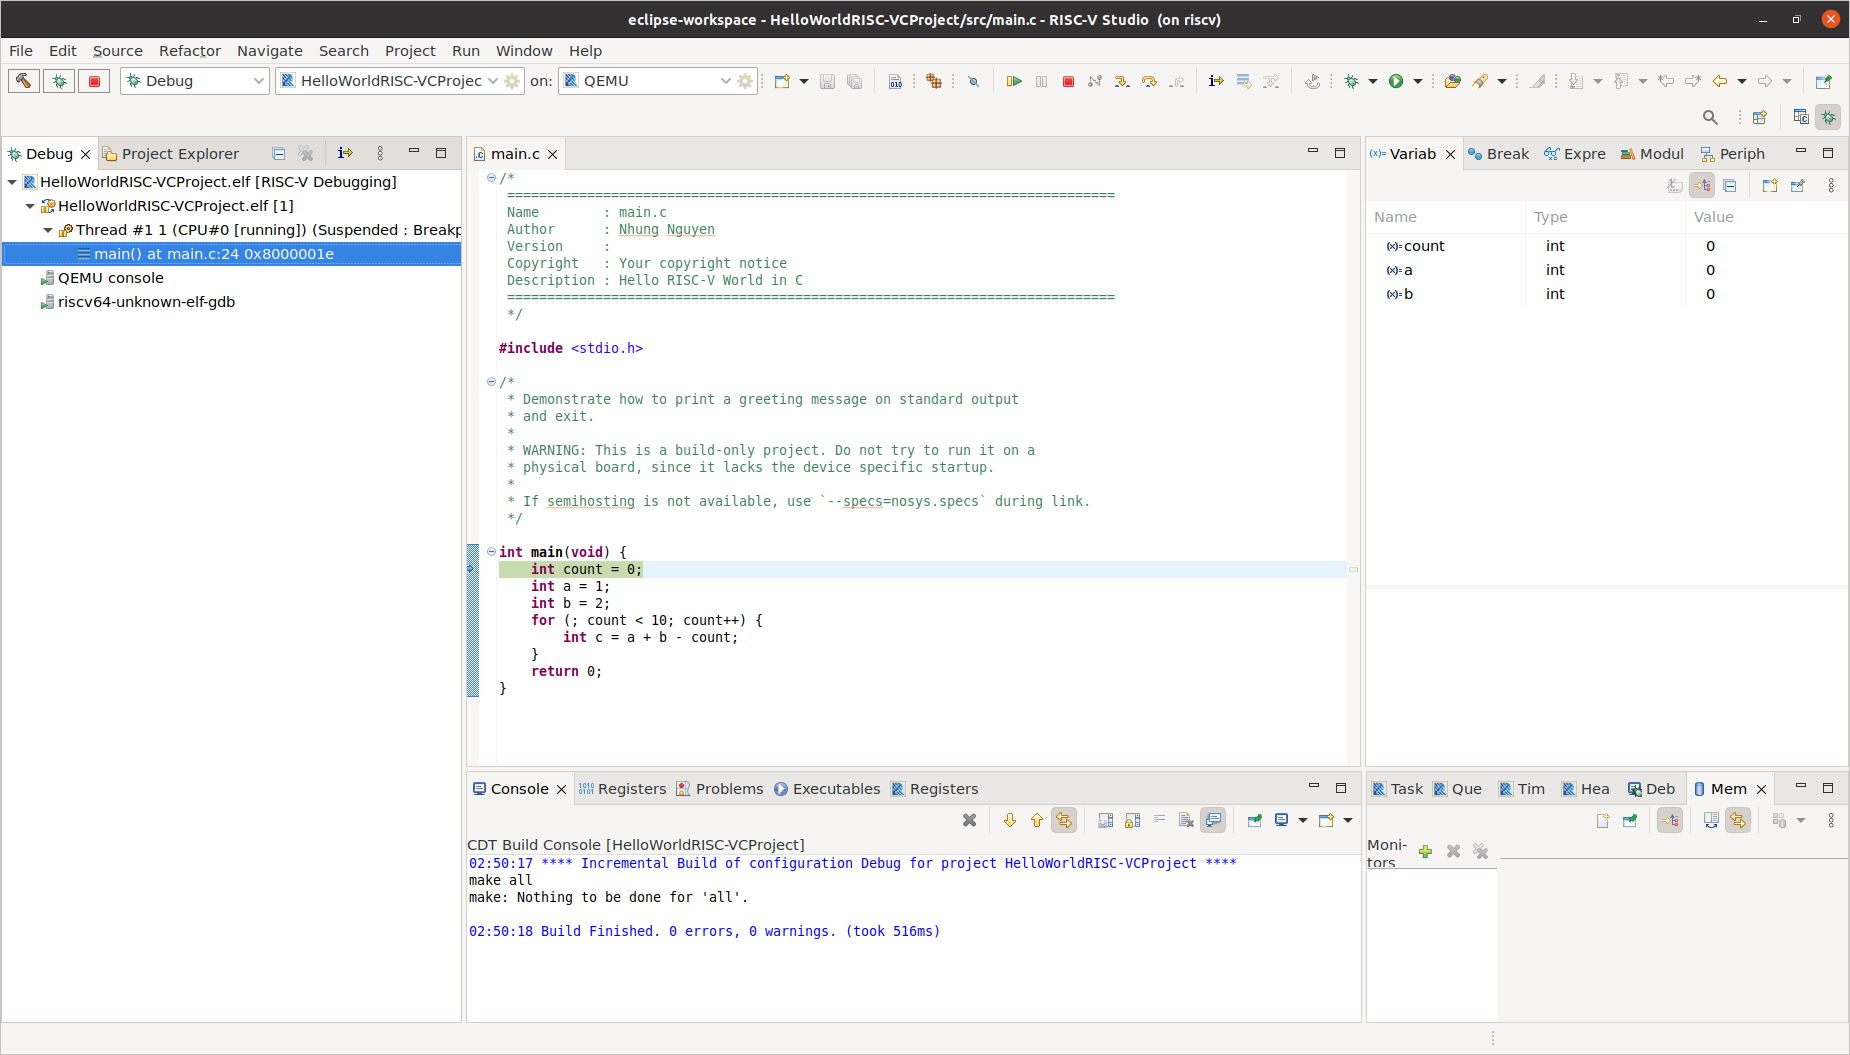 eclipse-workspace - HelloWorldRISC-VCProject/src/main.c - RISC-V Studio (on riscv)
File Edit Source Refactor Navigate Search Project Run Window Help
Debug HelloWorldRISC-VCProjec on: QEMU
Debug Project Explorer
HelloWorldRISC-VCProject.elf [RISC-V Debugging]
HelloWorldRISC-VCProject.elf [1]
Thread #1 1 (CPU#0 [running]) (Suspended : Breakp
main() at main.c:24 0x8000001e
QEMU console
riscv64-unknown-elf-gdb
main.c
/*
============================================================================
Name        : main.c
Author      : Nhung Nguyen
Version     :
Copyright   : Your copyright notice
Description : Hello RISC-V World in C
============================================================================
*/
#include <stdio.h>
/*
* Demonstrate how to print a greeting message on standard output
* and exit.
*
* WARNING: This is a build-only project. Do not try to run it on a
* physical board, since it lacks the device specific startup.
*
* If semihosting is not available, use `--specs=nosys.specs` during link.
*/
int main(void) {
int count = 0;
int a = 1;
int b = 2;
for (; count < 10; count++) {
int c = a + b - count;
}
return 0;
}
Variab Break Expre Modul Periph
Name Type Value
count int 0
a int 0
b int 0
Console Registers Problems Executables Registers
CDT Build Console [HelloWorldRISC-VCProject]
02:50:17 **** Incremental Build of configuration Debug for project HelloWorldRISC-VCProject ****
make all
make: Nothing to be done for 'all'.
02:50:18 Build Finished. 0 errors, 0 warnings. (took 516ms)
Task Que Tim Hea Deb Mem
Moni-
tors